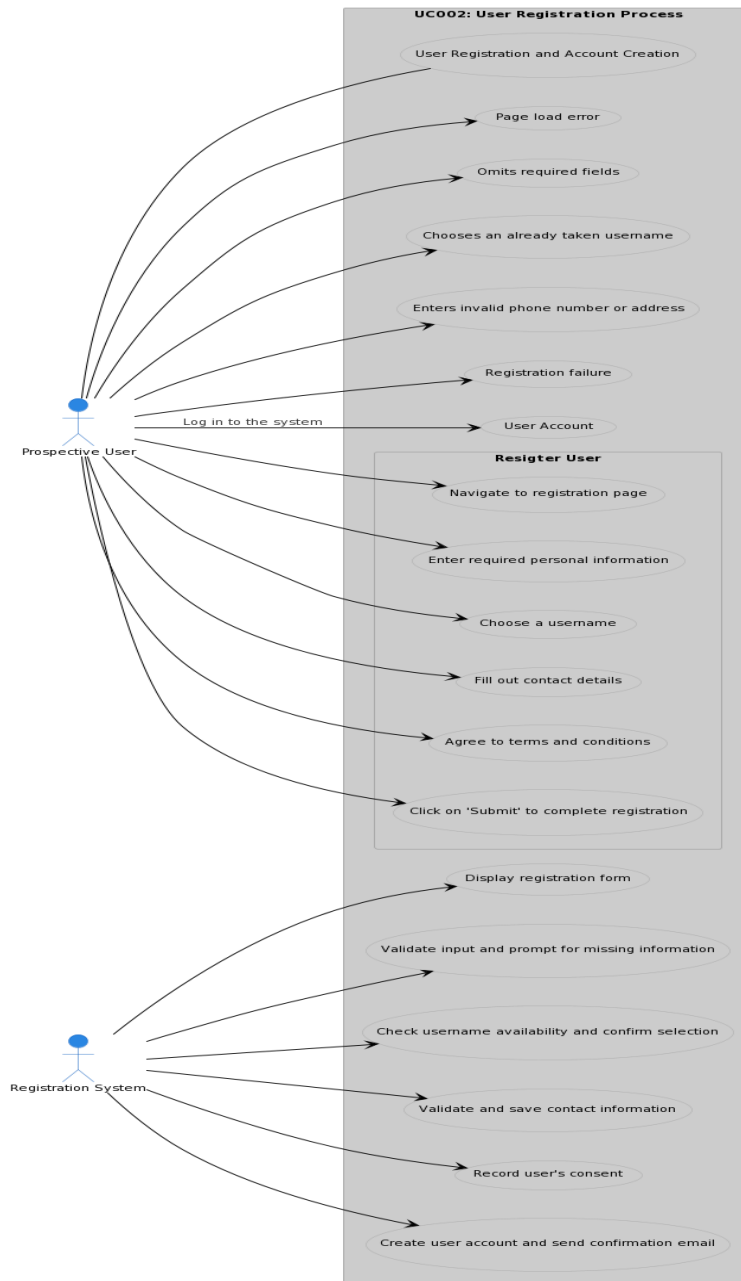 UC002: User Registration Process
User Registration and Account Creation
Page load error
Omits required fields
Chooses an already taken username
Enters invalid phone number or address
Registration failure
Log in to the system
User Account
Prospective User
Resigter User
Navigate to registration page
Enter required personal information
Choose a username
Fill out contact details
Agree to terms and conditions
Click on 'Submit' to complete registration
Display registration form
Validate input and prompt for missing information
Check username availability and confirm selection
Registration System
Validate and save contact information
Record user's consent
Create user account and send confirmation email